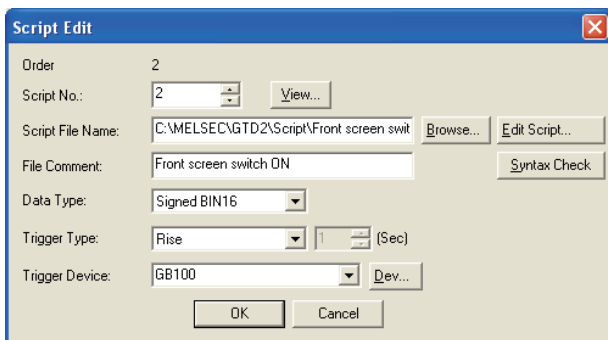 Script Edit
Order 2
Script No.: 2 View...
Script File Name: C:\MELSEC\GTD2\Script\Front screen swit Browse... Edit Script...
File Comment: Front screen switch ON Syntax Check
Data Type: Signed BIN16
Trigger Type: Rise 1 (Sec)
Trigger Device: GB100 Dev...
OK Cancel